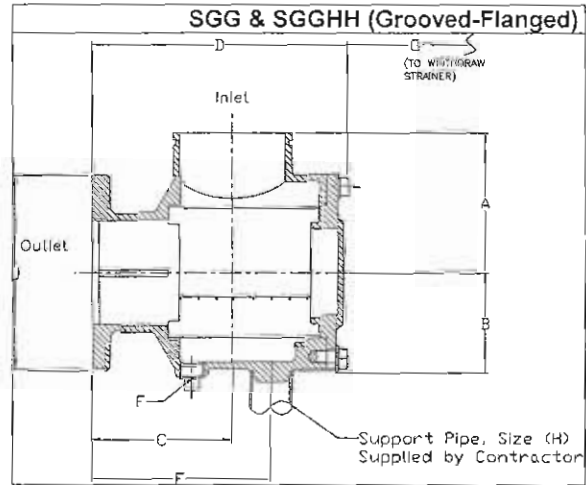 SGG & SGGHH (Grooved-Flanged)
D
G
(TO WITHDRAW
STRAINER)
Inlet
A
Outlet
B
F
C
Support Pipe, Size (H)
Supplied by Contractor